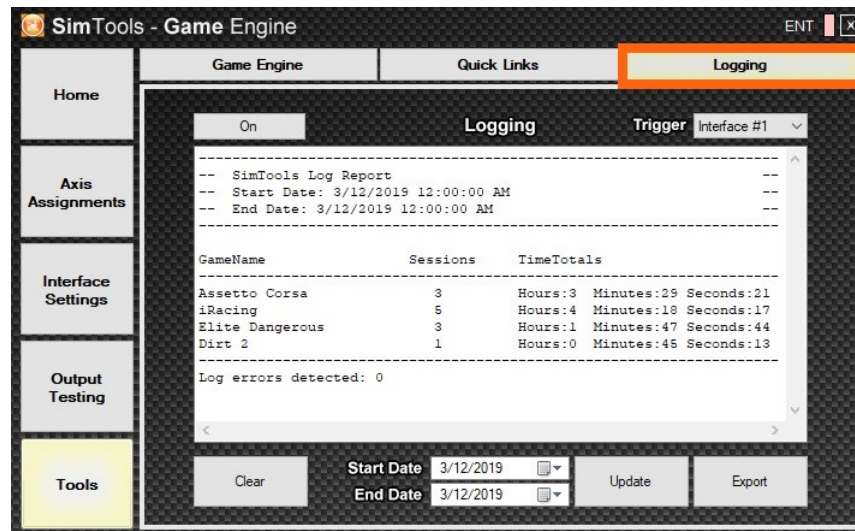 SimTools - Game Engine
ENT
X
Game Engine
Quick Links
Logging
Home
Axis
Assignments
Interface
Settings
Output
Testing
Tools
On
Logging
Trigger
Interface #1
--------------------------------------------------------------------------------
-- SimTools Log Report --
-- Start Date: 3/12/2019 12:00:00 AM --
-- End Date: 3/12/2019 12:00:00 AM --
--------------------------------------------------------------------------------
GameName Sessions TimeTotals
--------------------------------------------------------------------------------
Assetto Corsa 3 Hours:3 Minutes:29 Seconds:21
iRacing 5 Hours:4 Minutes:18 Seconds:17
Elite Dangerous 3 Hours:1 Minutes:47 Seconds:44
Dirt 2 1 Hours:0 Minutes:45 Seconds:13
--------------------------------------------------------------------------------
Log errors detected: 0
Clear
Start Date 3/12/2019
End Date 3/12/2019
Update
Export